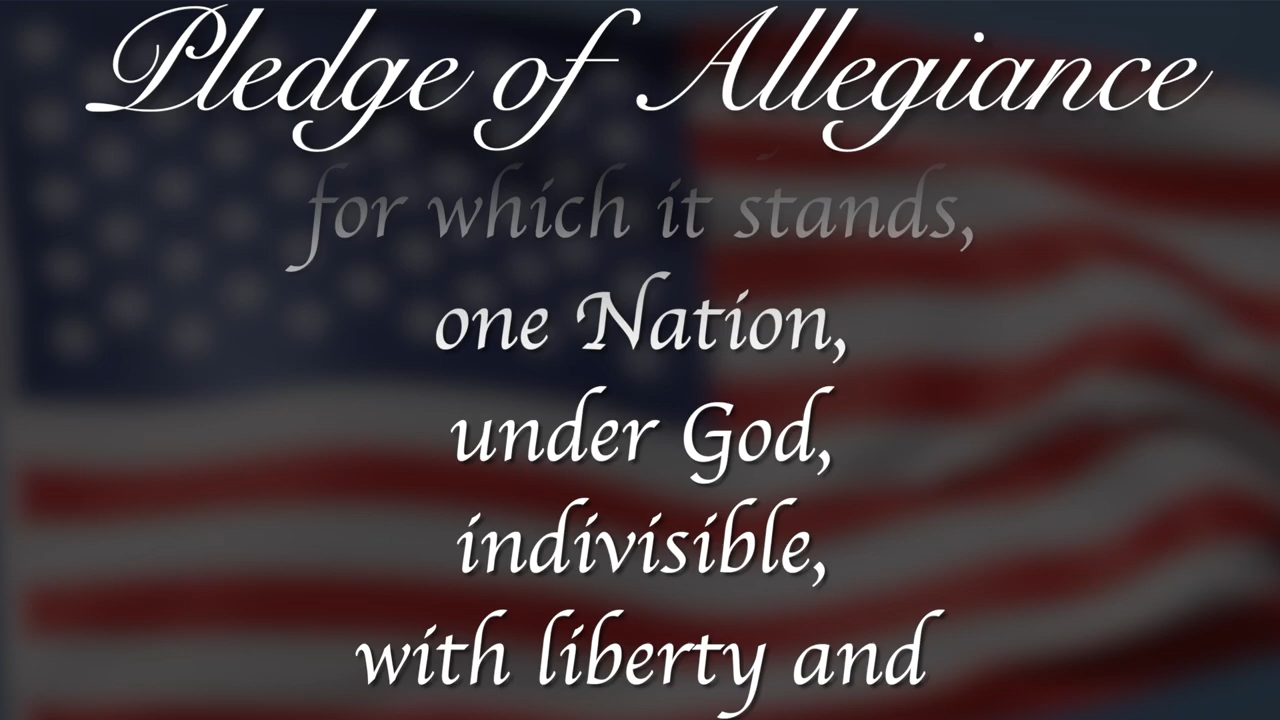 Pledge of Allegiance
for which it stands,
one Nation,
under God,
indivisible,
with liberty and